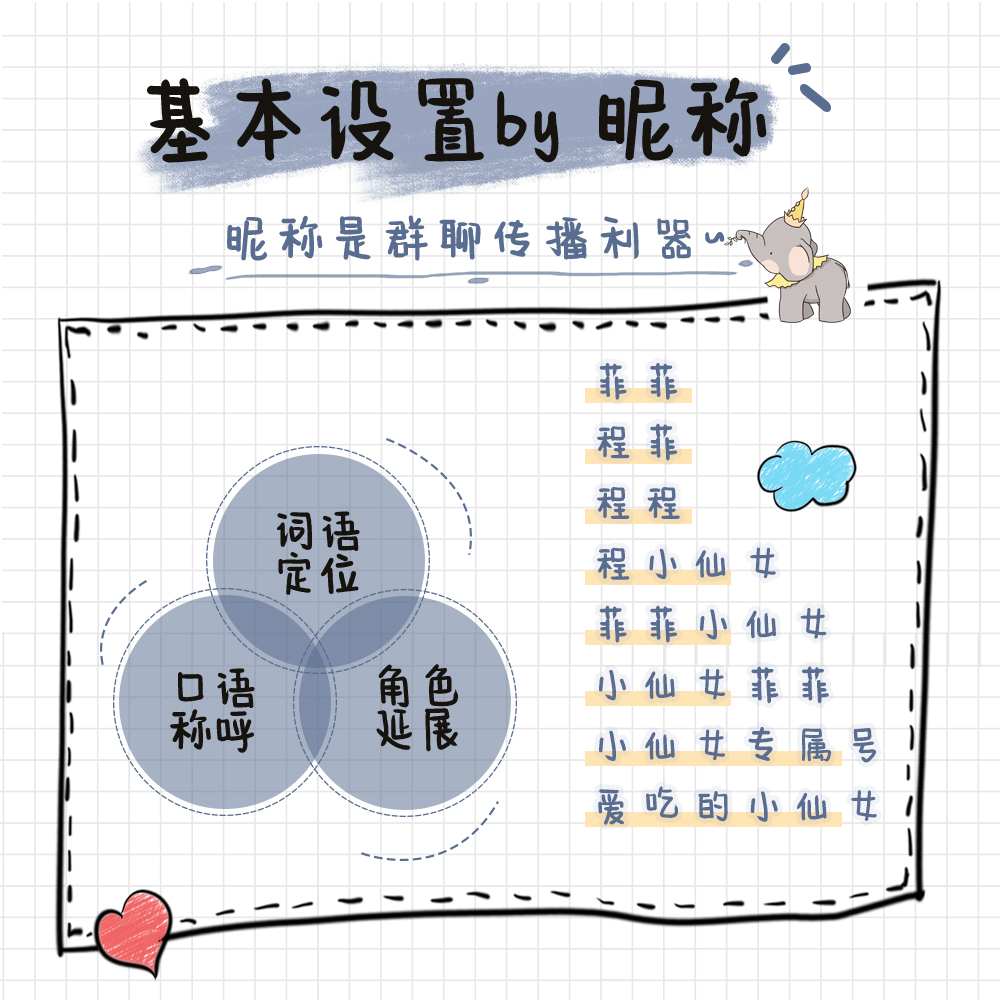 基本设置by 昵称
昵称是群聊传播利器~
词语
定位
口语
称呼
角色
延展
菲菲
程菲
程程
程小仙女
菲菲小仙女
小仙女菲菲
小仙女专属号
爱吃的小仙女